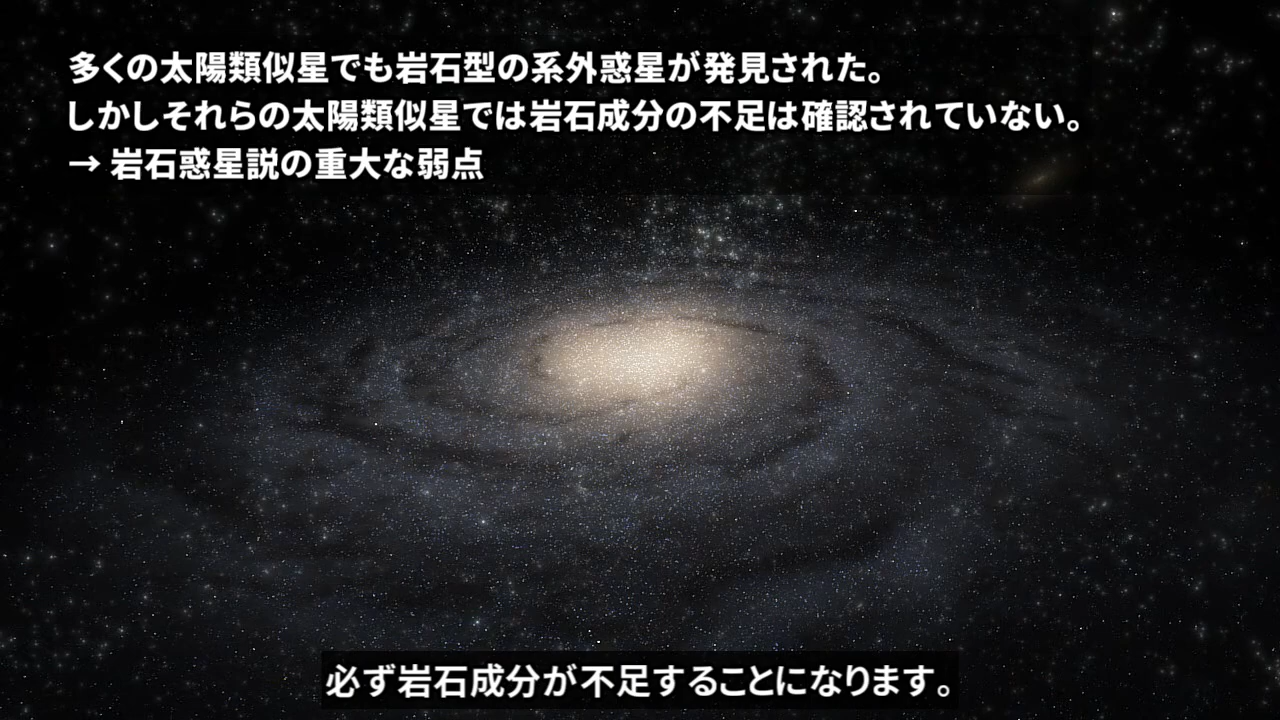 多くの太陽類似星でも岩石型の系外惑星が発見された。
しかしそれらの太陽類似星では岩石成分の不足は確認されていない。
→ 岩石惑星説の重大な弱点
必ず岩石成分が不足することになります。